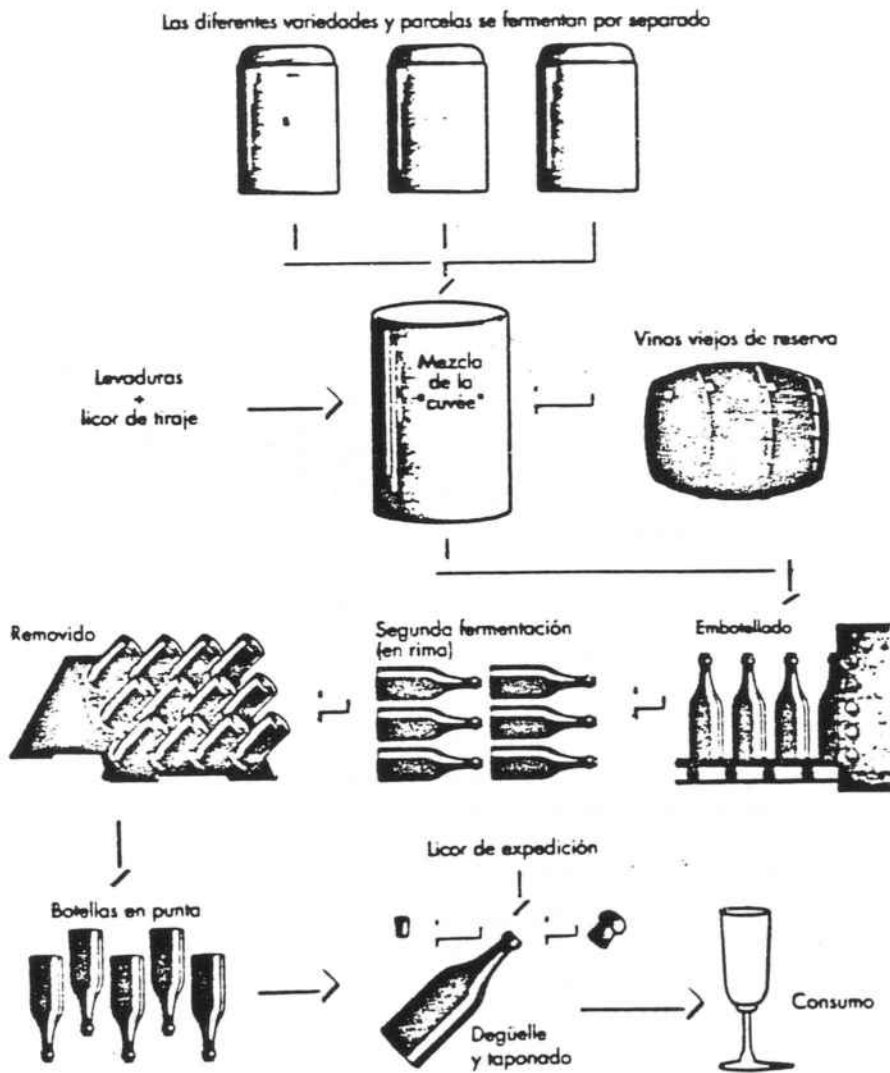 Las diferentes variedades y parcelas se fermentan por separado
Levaduras
+
licor de tiraje
Mezcla
de la
"cuvée"
Vinos viejos de reserva
Removido
Segunda fermentación
(en rima)
Embotellado
Botellas en punta
Licor de expedición
Degüelle
y taponado
Consumo